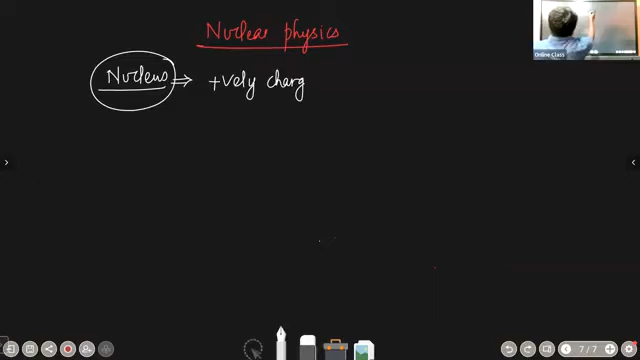 Nuclear physics
Nucleus ⇒ +vely charg
Online Class
7/7